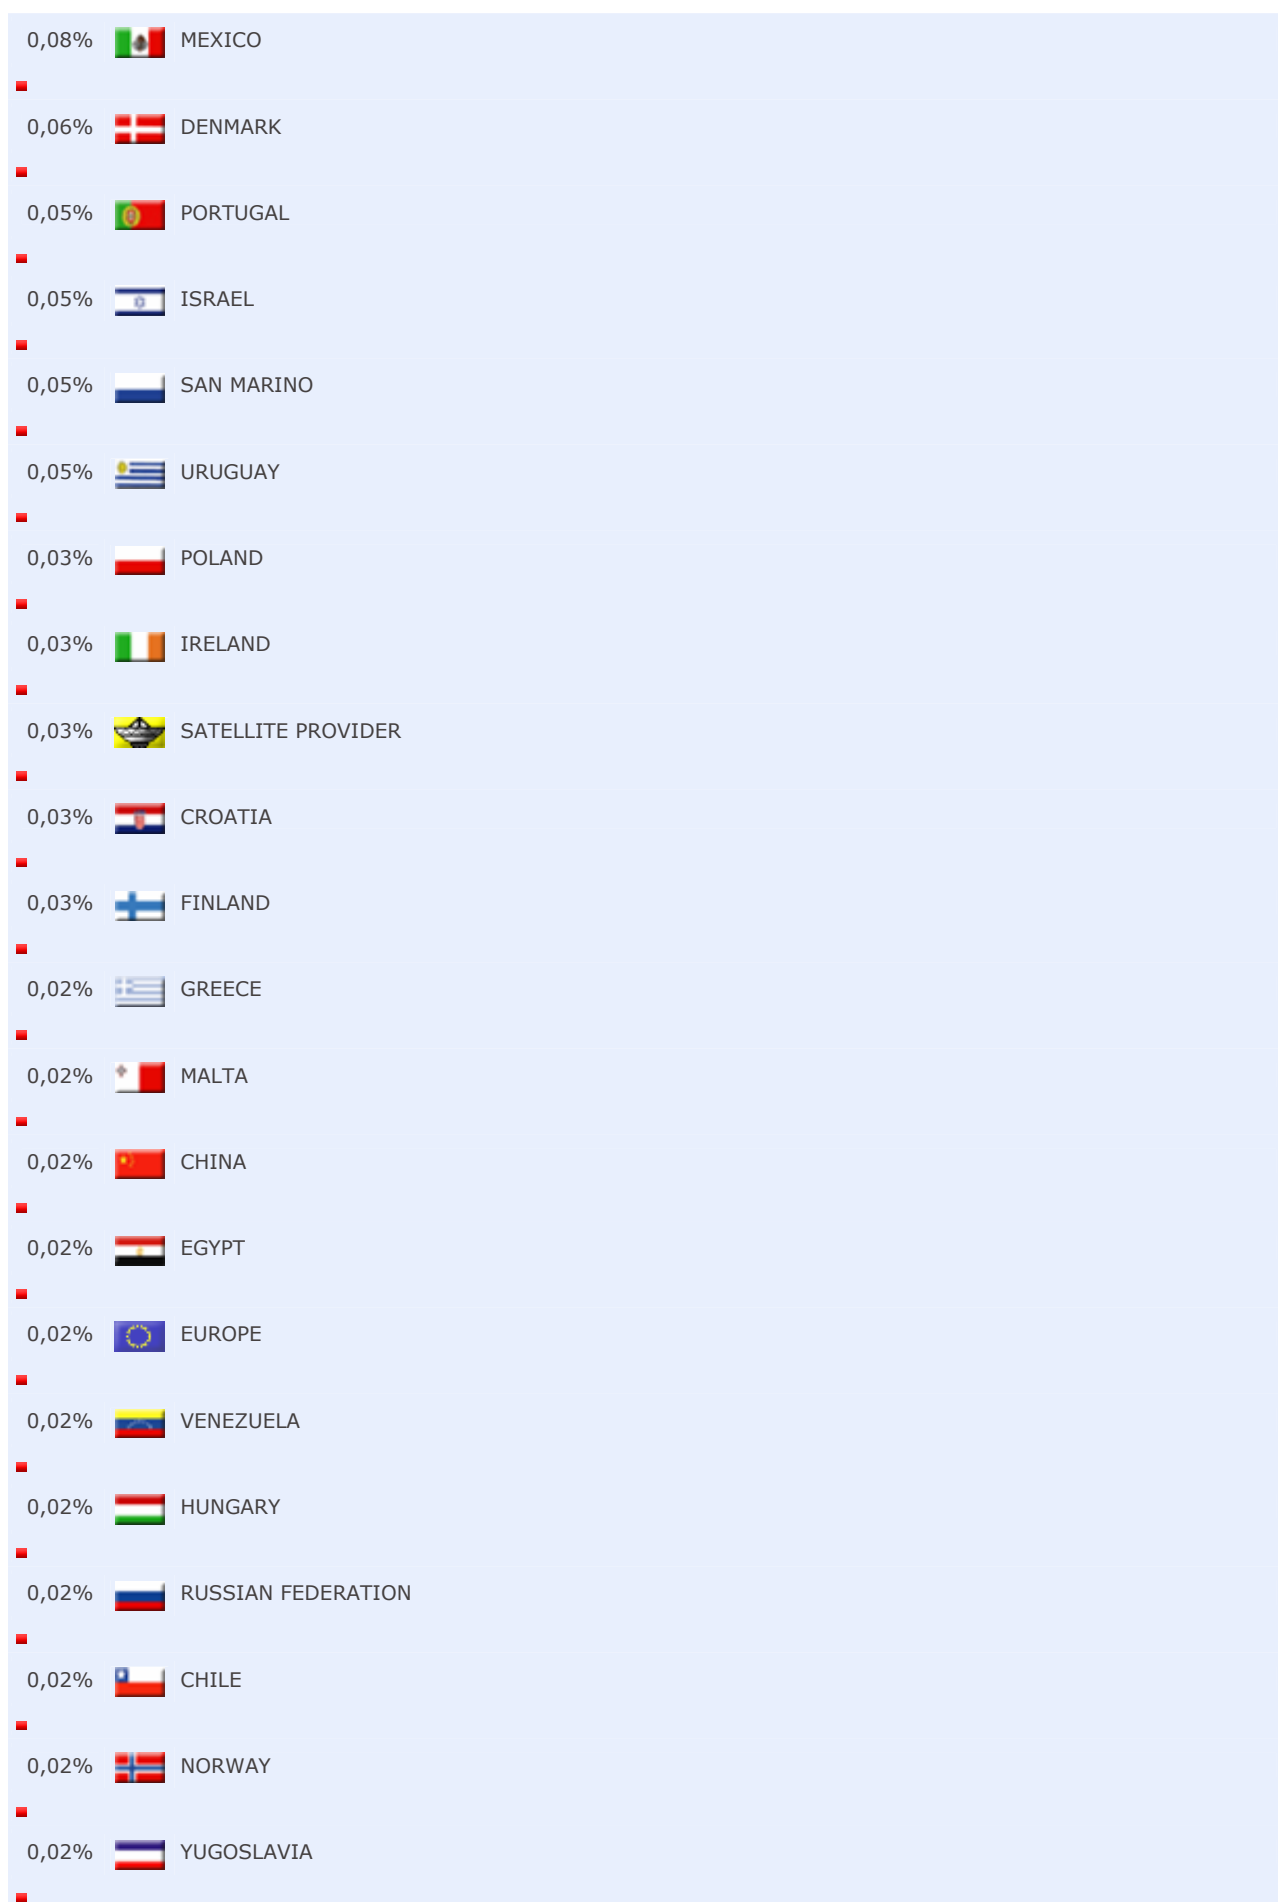 0,08% MEXICO
0,06% DENMARK
0,05% PORTUGAL
0,05% ISRAEL
0,05% SAN MARINO
0,05% URUGUAY
0,03% POLAND
0,03% IRELAND
0,03% SATELLITE PROVIDER
0,03% CROATIA
0,03% FINLAND
0,02% GREECE
0,02% MALTA
0,02% CHINA
0,02% EGYPT
0,02% EUROPE
0,02% VENEZUELA
0,02% HUNGARY
0,02% RUSSIAN FEDERATION
0,02% CHILE
0,02% NORWAY
0,02% YUGOSLAVIA